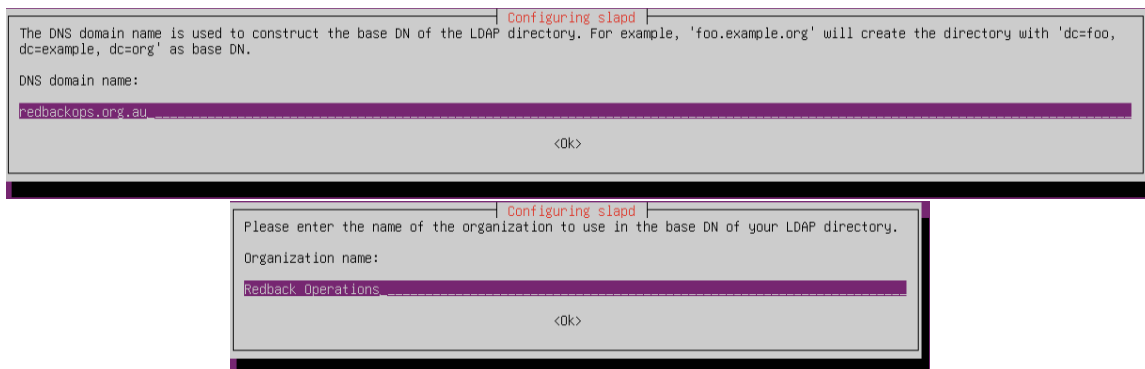 Configuring slapd
The DNS domain name is used to construct the base DN of the LDAP directory. For example, 'foo.example.org' will create the directory with 'dc=foo,
dc=example, dc=org' as base DN.
DNS domain name:
redbackops.org.au
<Ok>
Configuring slapd
Please enter the name of the organization to use in the base DN of your LDAP directory.
Organization name:
Redback Operations
<Ok>